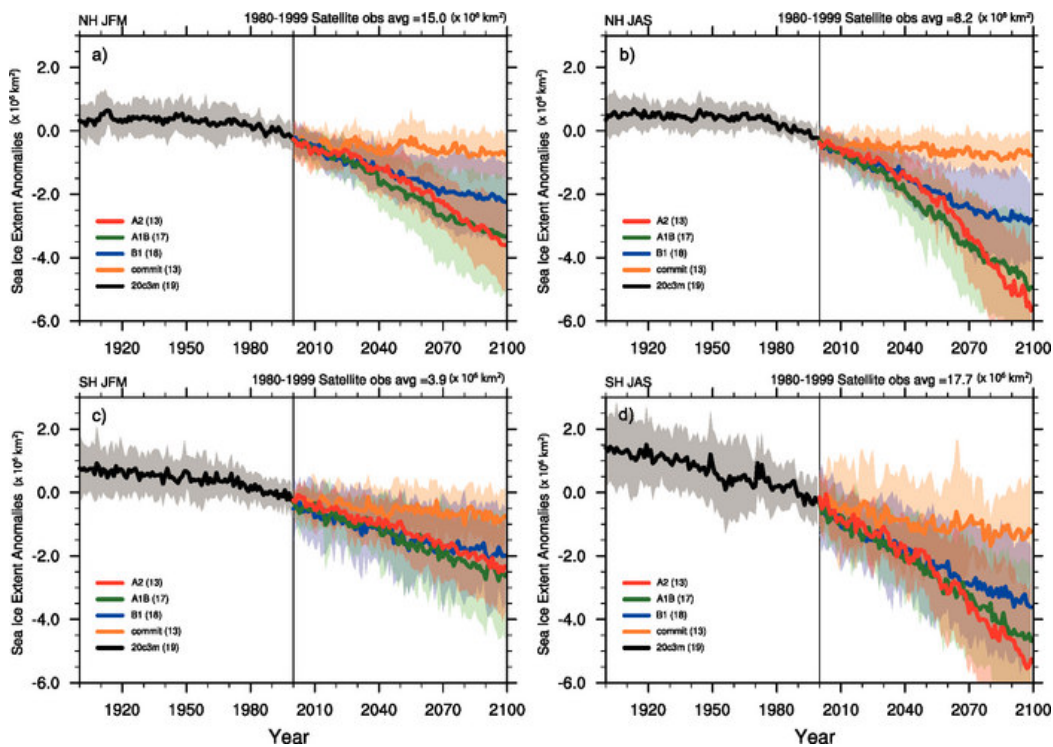 NH JFM 1980-1999 Satellite obs avg =15.0 (x 10⁶ km²)
a)
2.0
0.0
-2.0
-4.0
-6.0
Sea Ice Extent Anomalies (x 10⁶ km²)
A2 (13)
A1B (17)
B1 (18)
commit (13)
20c3m (19)
1920 1950 1980 2010 2040 2070 2100
NH JAS 1980-1999 Satellite obs avg =8.2 (x 10⁶ km²)
b)
2.0
0.0
-2.0
-4.0
-6.0
Sea Ice Extent Anomalies (x 10⁶ km²)
A2 (13)
A1B (17)
B1 (18)
commit (13)
20c3m (19)
1920 1950 1980 2010 2040 2070 2100
SH JFM 1980-1999 Satellite obs avg =3.9 (x 10⁶ km²)
c)
2.0
0.0
-2.0
-4.0
-6.0
Sea Ice Extent Anomalies (x 10⁶ km²)
A2 (13)
A1B (17)
B1 (18)
commit (13)
20c3m (19)
1920 1950 1980 2010 2040 2070 2100
Year
SH JAS 1980-1999 Satellite obs avg =17.7 (x 10⁶ km²)
d)
2.0
0.0
-2.0
-4.0
-6.0
Sea Ice Extent Anomalies (x 10⁶ km²)
A2 (13)
A1B (17)
B1 (18)
commit (13)
20c3m (19)
1920 1950 1980 2010 2040 2070 2100
Year